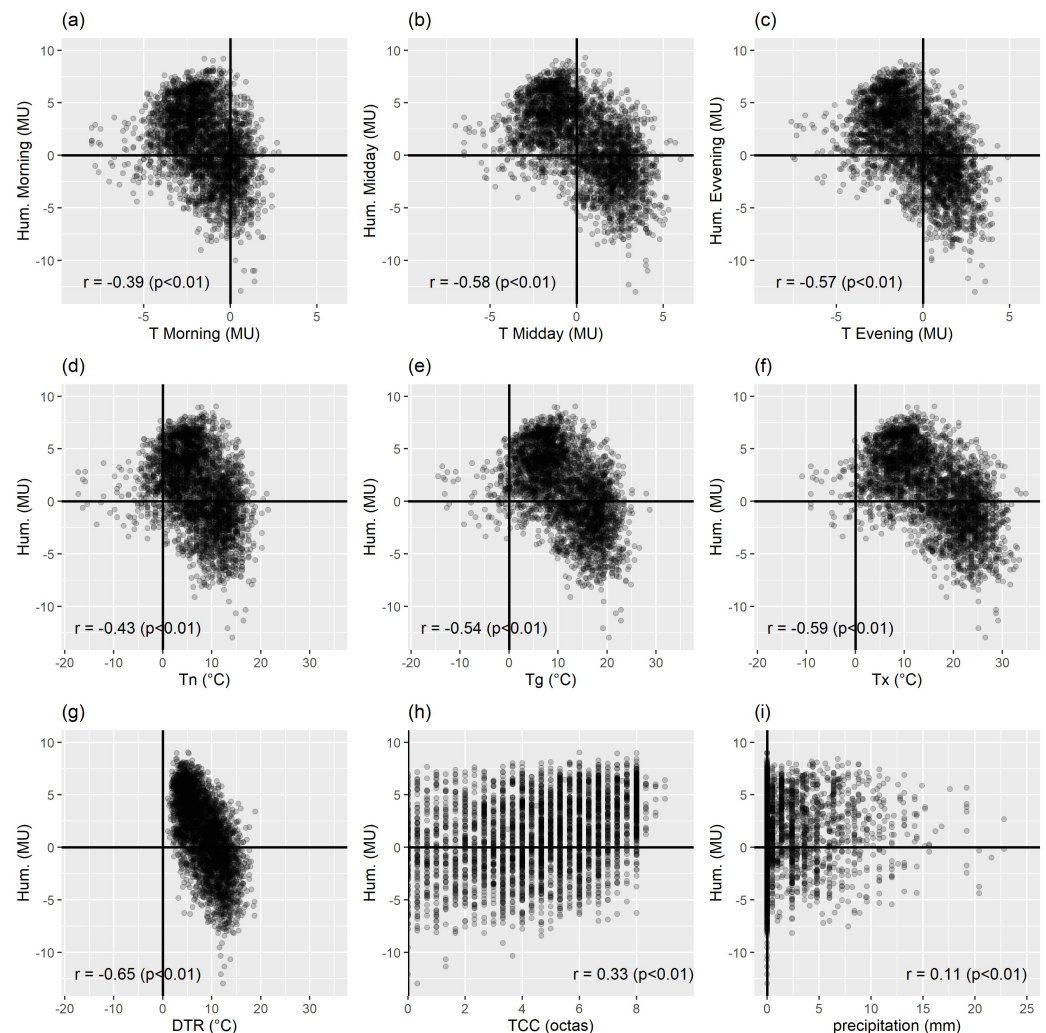 (a)
(b)
(c)
10
5
0
-5
-10
Hum. Morning (MU)
r = -0.39 (p<0.01)
-5
0
5
T Morning (MU)
10
5
0
-5
-10
Hum. Midday (MU)
r = -0.58 (p<0.01)
-5
0
5
T Midday (MU)
10
5
0
-5
-10
Hum. Evvening (MU)
r = -0.57 (p<0.01)
-5
0
5
T Evening (MU)
(d)
(e)
(f)
10
5
0
-5
-10
Hum. (MU)
r = -0.43 (p<0.01)
-20
-10
0
10
20
30
Tn (°C)
10
5
0
-5
-10
Hum. (MU)
r = -0.54 (p<0.01)
-20
-10
0
10
20
30
Tg (°C)
10
5
0
-5
-10
Hum. (MU)
r = -0.59 (p<0.01)
-20
-10
0
10
20
30
Tx (°C)
(g)
(h)
(i)
10
5
0
-5
-10
Hum. (MU)
r = -0.65 (p<0.01)
-20
-10
0
10
20
30
DTR (°C)
10
5
0
-5
-10
Hum. (MU)
r = 0.33 (p<0.01)
0
2
4
6
8
TCC (octas)
10
5
0
-5
-10
Hum. (MU)
r = 0.11 (p<0.01)
0
5
10
15
20
25
precipitation (mm)